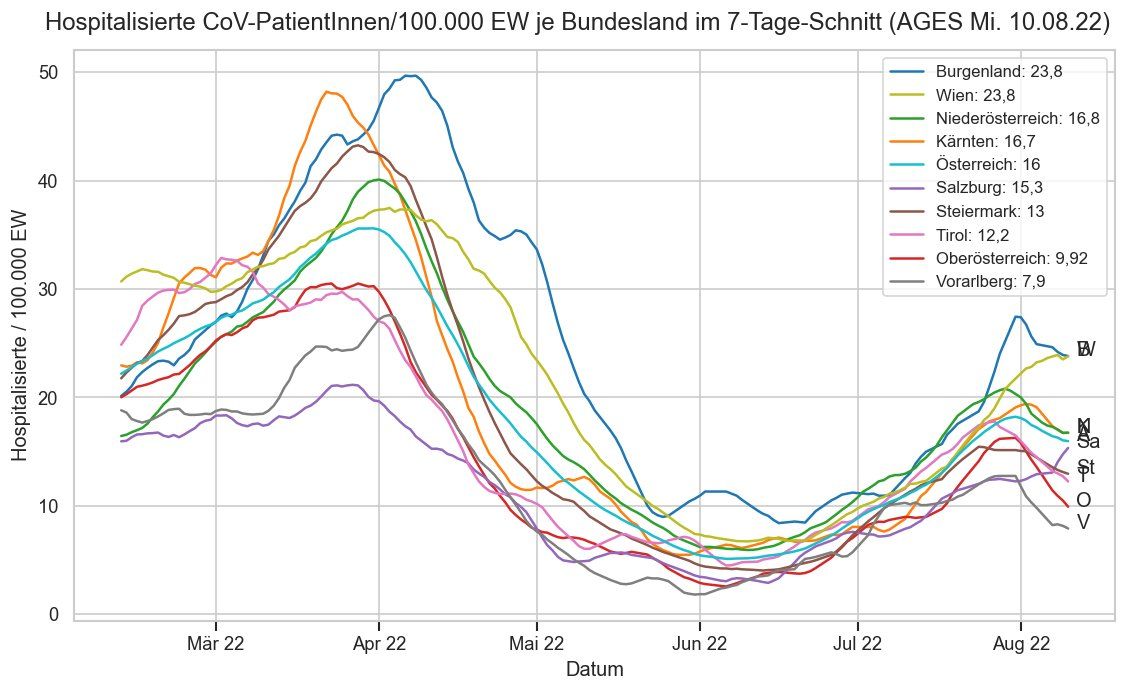 Hospitalisierte CoV-PatientInnen/100.000 EW je Bundesland im 7-Tage-Schnitt (AGES Mi. 10.08.22)
Burgenland: 23,8
Wien: 23,8
Niederösterreich: 16,8
Kärnten: 16,7
Österreich: 16
Salzburg: 15,3
Steiermark: 13
Tirol: 12,2
Oberösterreich: 9,92
Vorarlberg: 7,9
Hospitalisierte / 100.000 EW
50
40
30
20
10
0
W
Sa
St
T
O
V
Mär 22
Apr 22
Mai 22
Jun 22
Jul 22
Aug 22
Datum